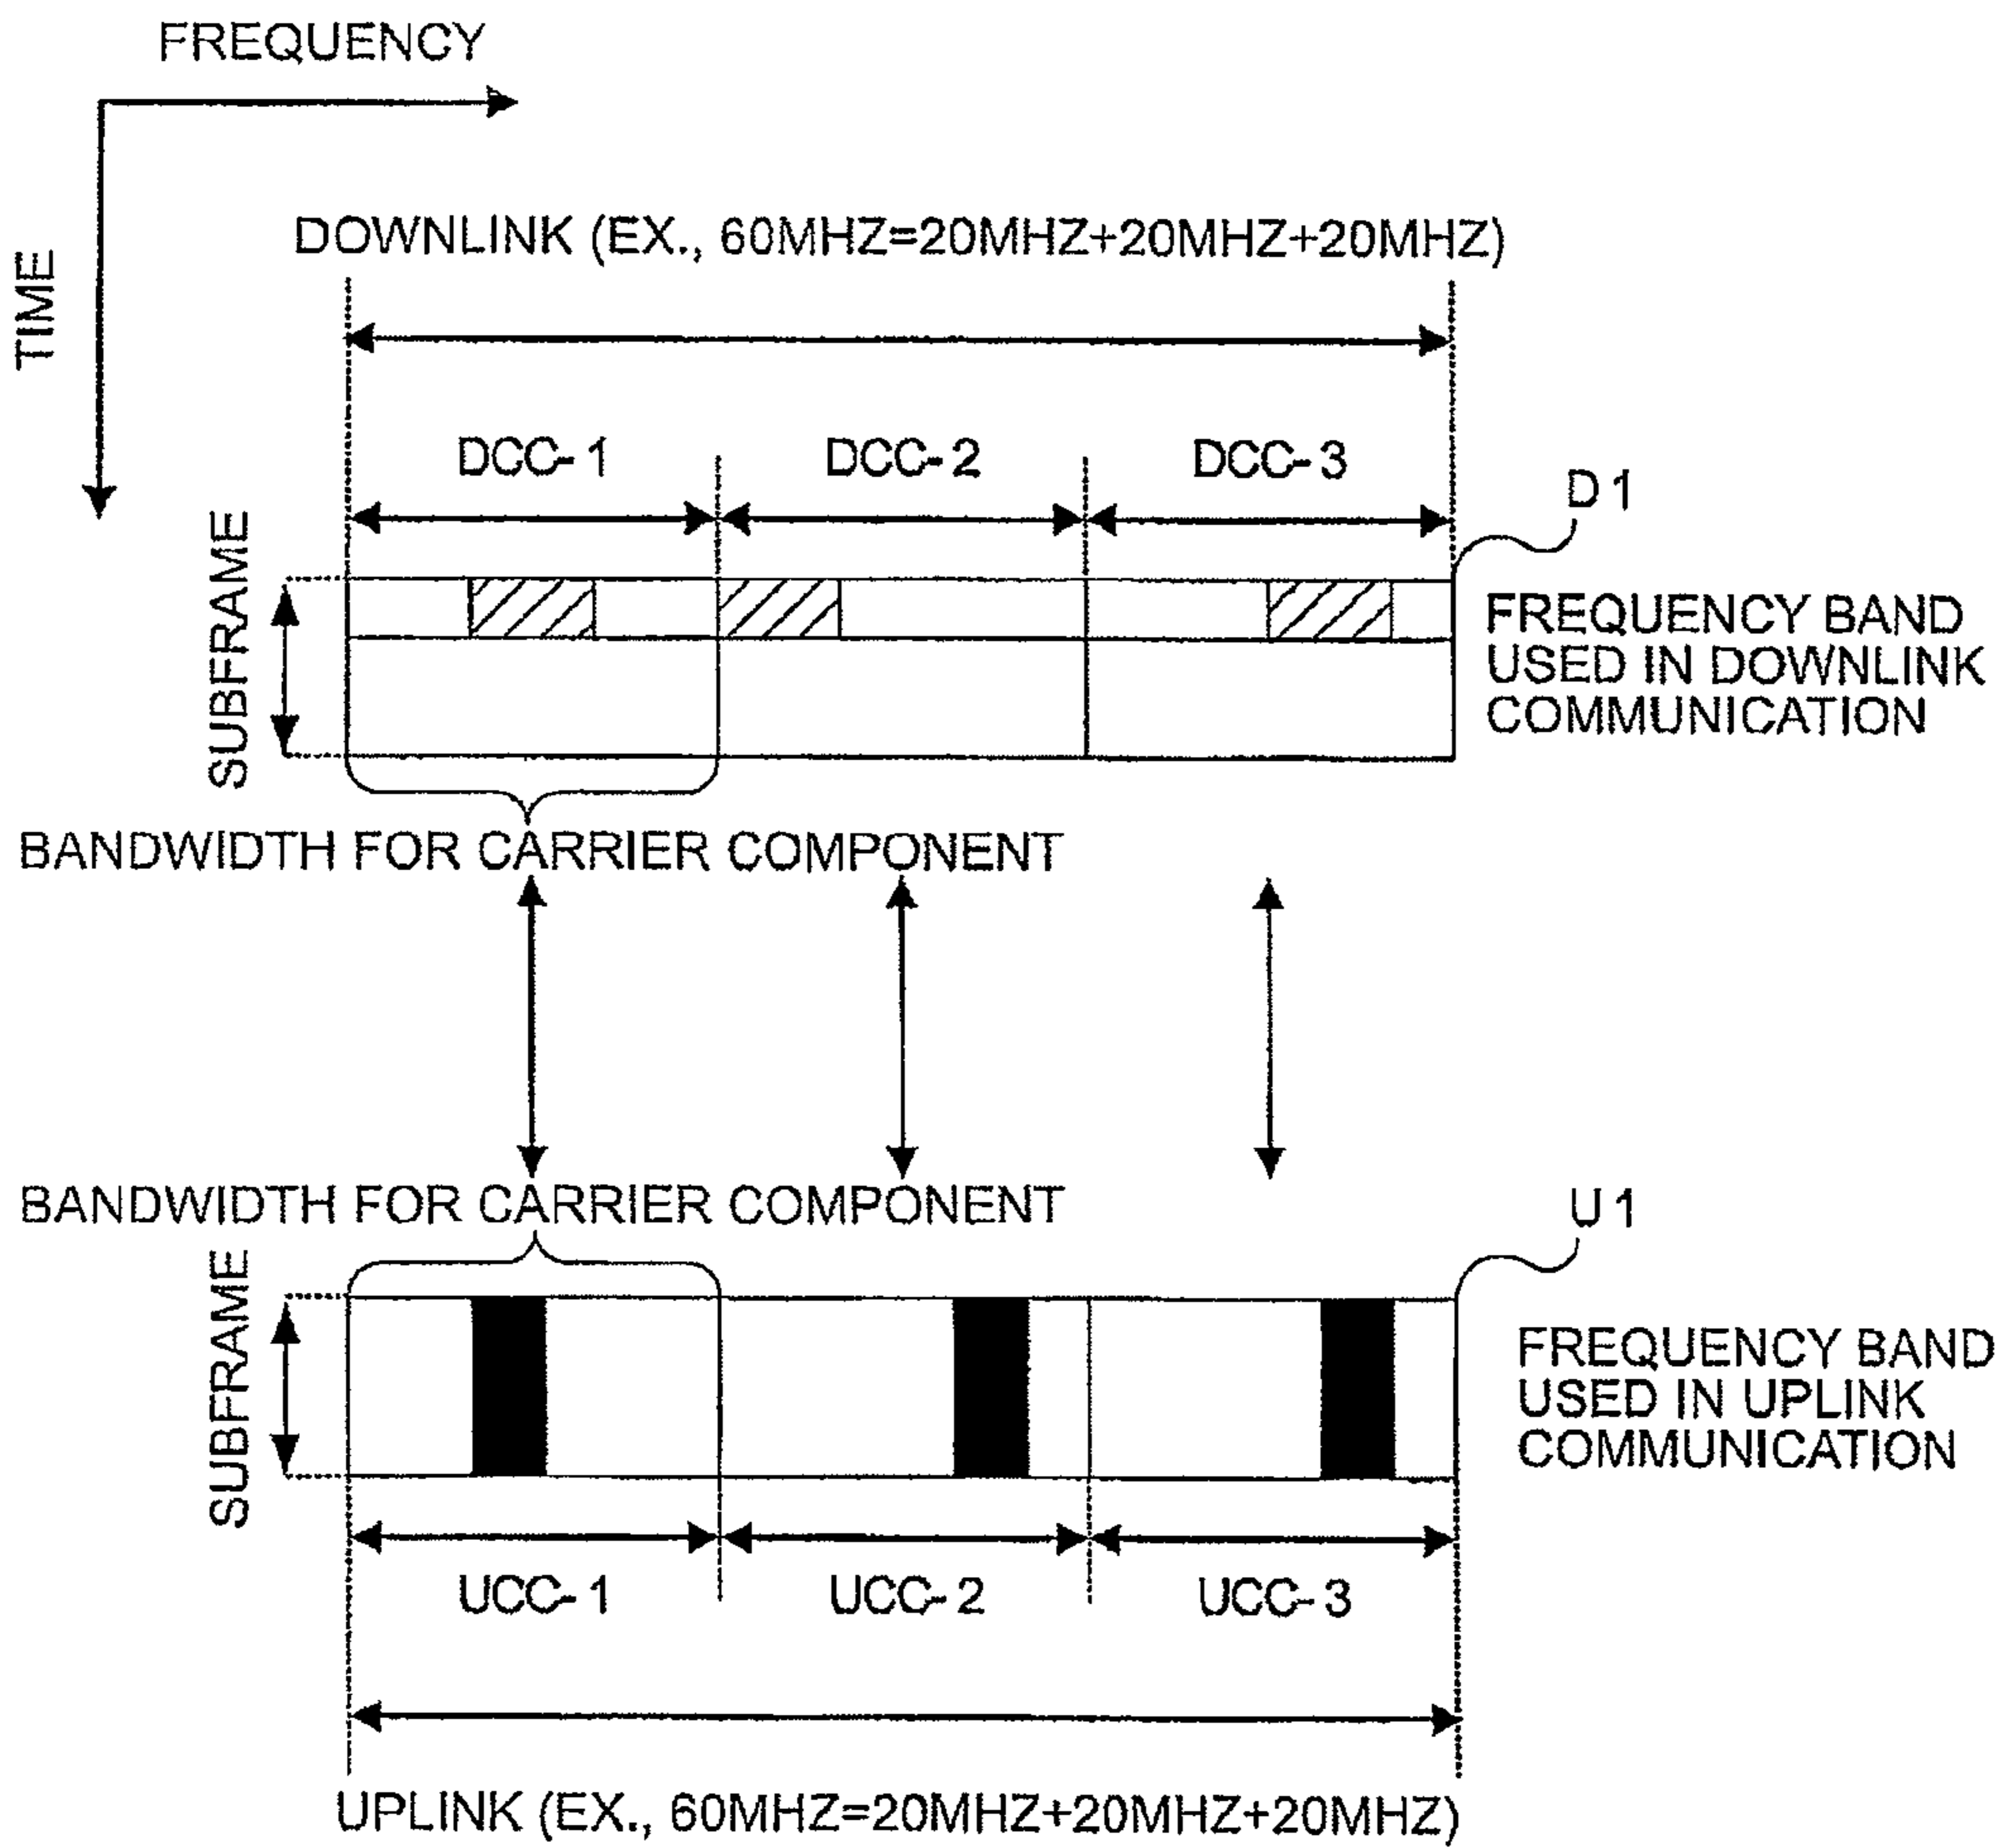 FREQUENCY
TIME
DOWNLINK (EX., 60MHZ=20MHZ+20MHZ+20MHZ)
DCC-1
DCC-2
DCC-3
D1
SUBFRAME
FREQUENCY BAND
USED IN DOWNLINK
COMMUNICATION
BANDWIDTH FOR CARRIER COMPONENT
BANDWIDTH FOR CARRIER COMPONENT
U1
SUBFRAME
FREQUENCY BAND
USED IN UPLINK
COMMUNICATION
UCC-1
UCC-2
UCC-3
UPLINK (EX., 60MHZ=20MHZ+20MHZ+20MHZ)